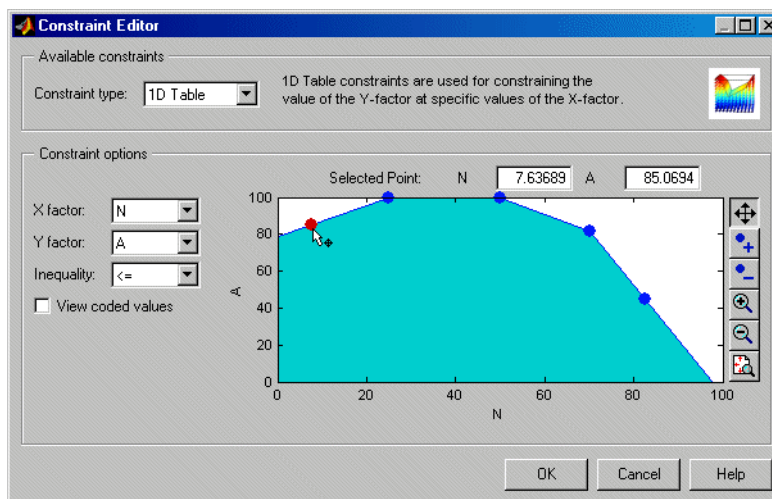 Constraint Editor
Available constraints
Constraint type: 1D Table
1D Table constraints are used for constraining the
value of the Y-factor at specific values of the X-factor.
Constraint options
Selected Point: N 7.63689 A 85.0694
X factor: N
Y factor: A
Inequality: <=
View coded values
100
80
60
40
20
0
A
0 20 40 60 80 100
N
OK Cancel Help